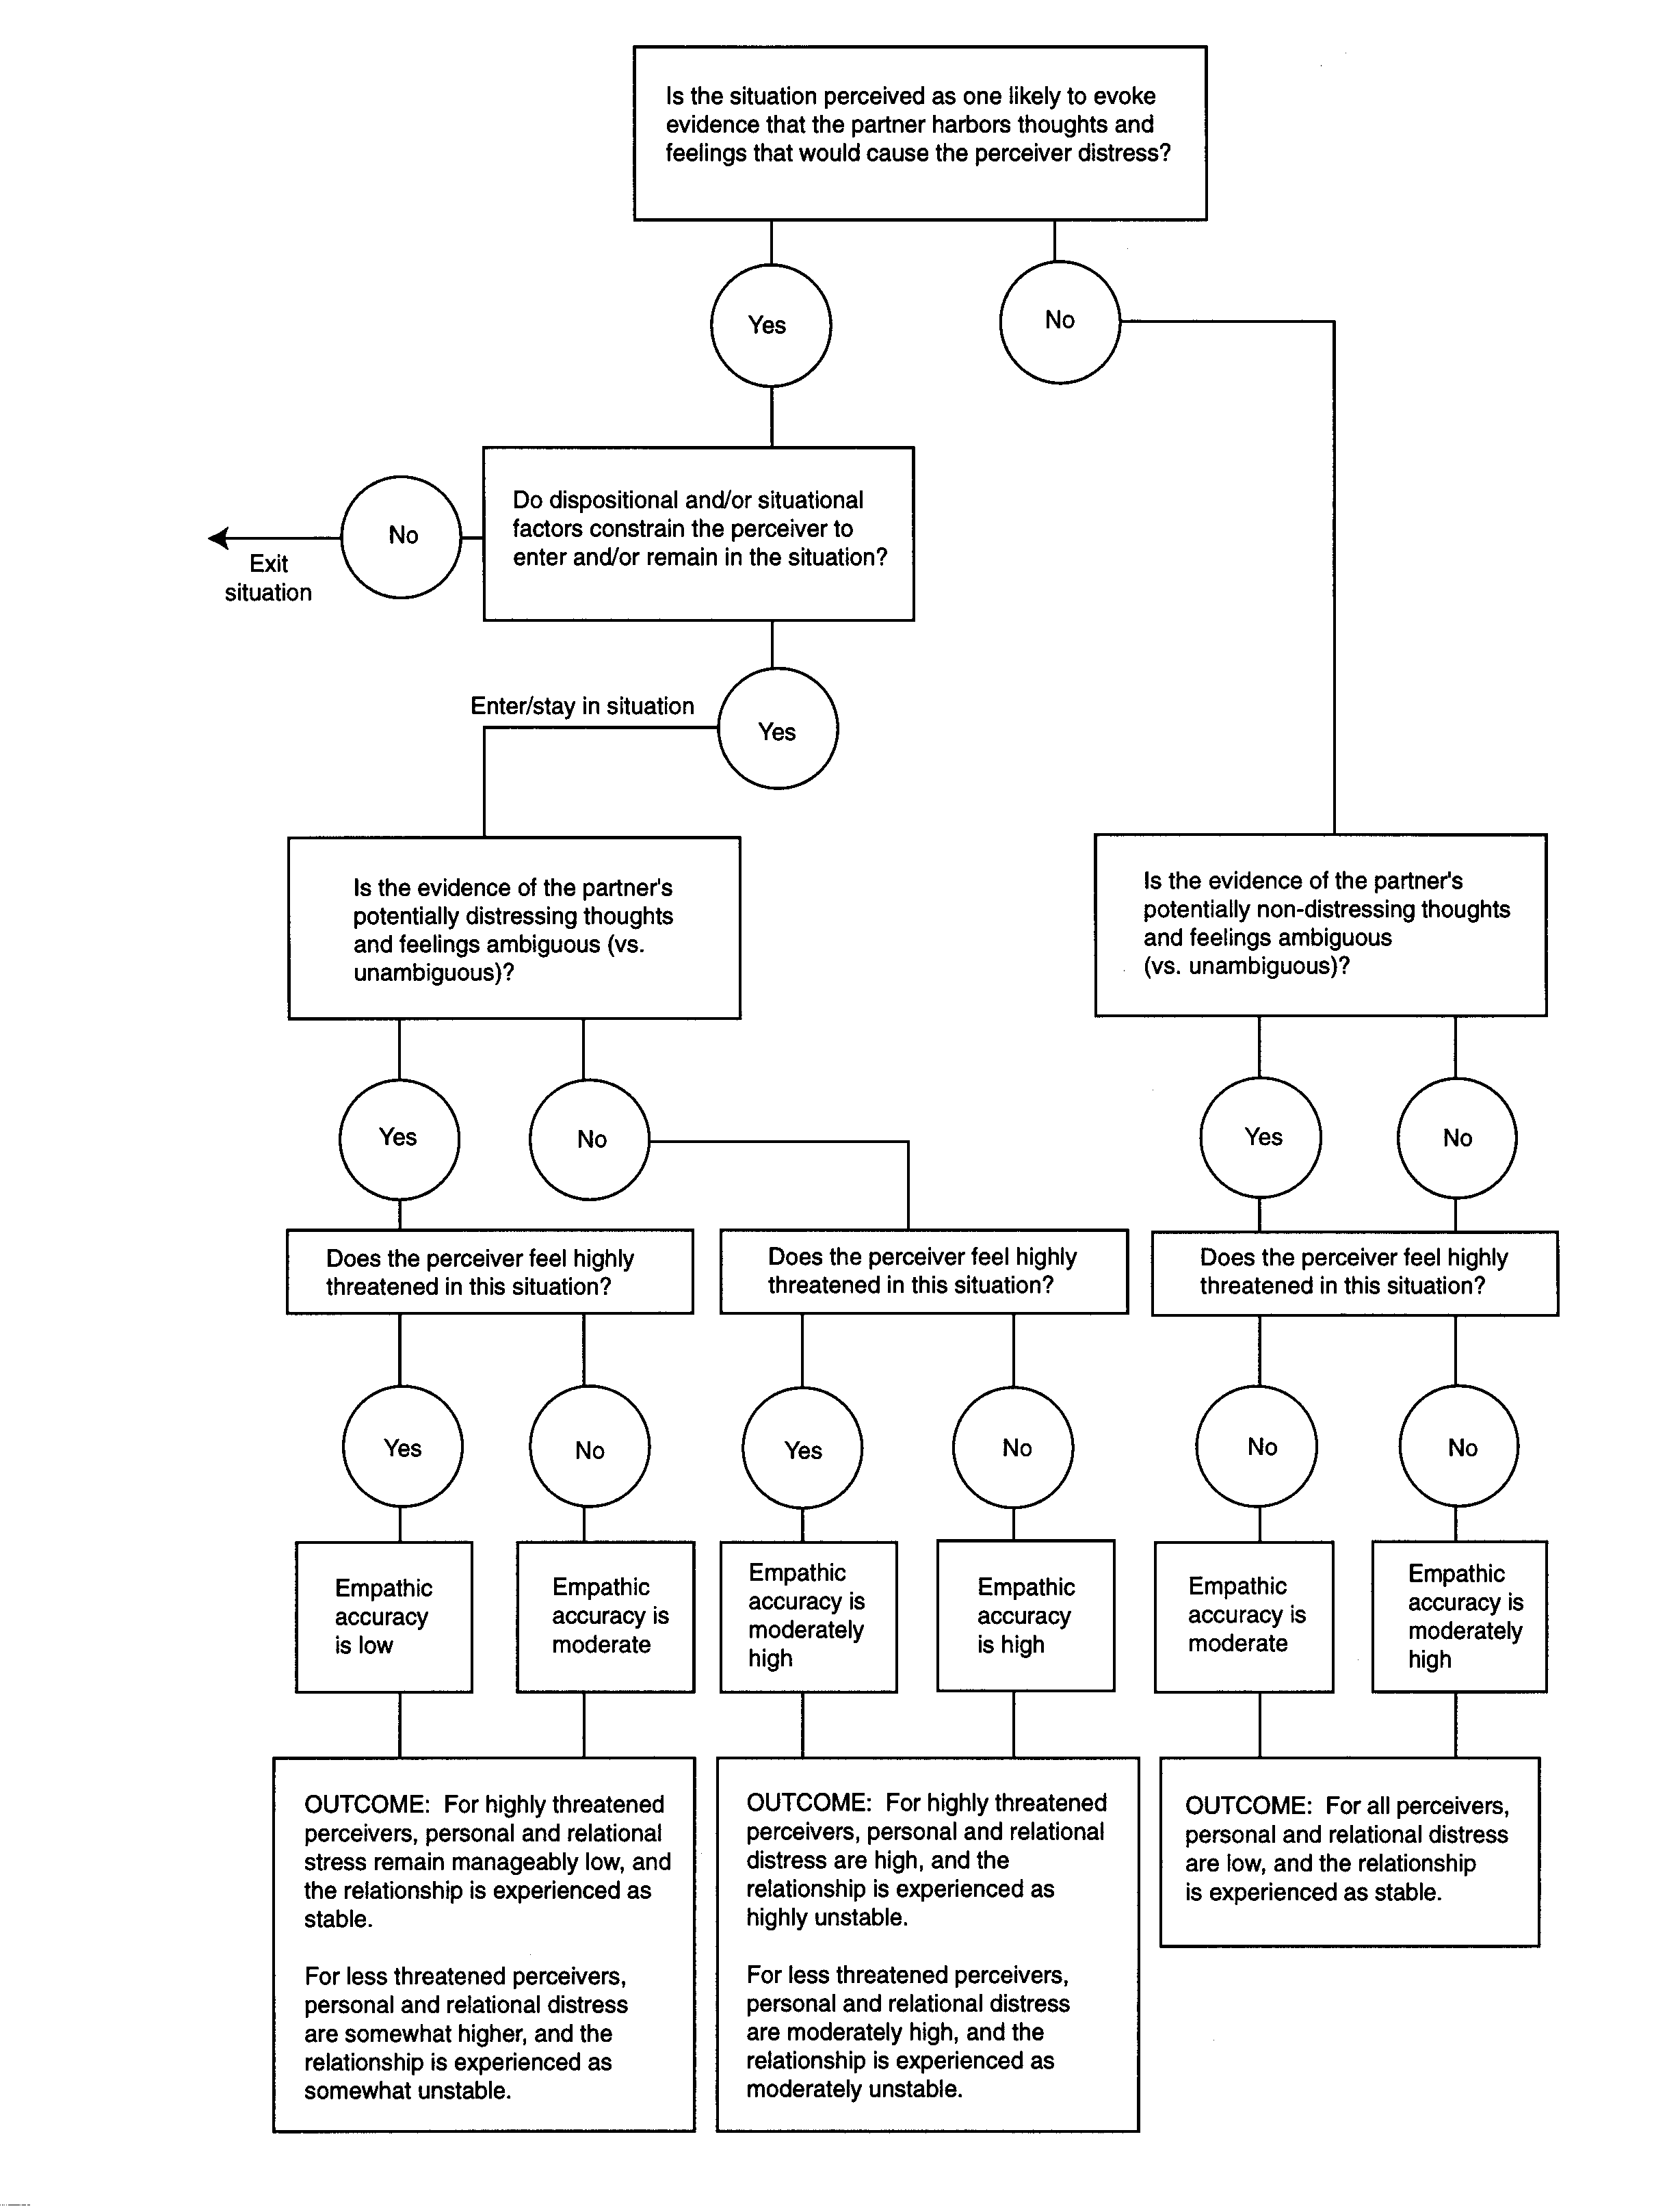 Is the situation perceived as one likely to evoke
evidence that the partner harbors thoughts and
feelings that would cause the perceiver distress?
Yes
No
Do dispositional and/or situational
factors constrain the perceiver to
enter and/or remain in the situation?
No
Exit
situation
Enter/stay in situation
Yes
Is the evidence of the partner's
potentially distressing thoughts
and feelings ambiguous (vs.
unambiguous)?
Is the evidence of the partner's
potentially non-distressing thoughts
and feelings ambiguous
(vs. unambiguous)?
Yes
No
Yes
No
Does the perceiver feel highly
threatened in this situation?
Does the perceiver feel highly
threatened in this situation?
Does the perceiver feel highly
threatened in this situation?
Yes
No
Yes
No
No
No
Empathic
accuracy
is low
Empathic
accuracy is
moderate
Empathic
accuracy is
moderately
high
Empathic
accuracy
is high
Empathic
accuracy is
moderate
Empathic
accuracy is
moderately
high
OUTCOME: For highly threatened
perceivers, personal and relational
stress remain manageably low, and
the relationship is experienced as
stable.
For less threatened perceivers,
personal and relational distress
are somewhat higher, and the
relationship is experienced as
somewhat unstable.
OUTCOME: For highly threatened
perceivers, personal and relational
distress are high, and the
relationship is experienced as
highly unstable.
For less threatened perceivers,
personal and relational distress
are moderately high, and the
relationship is experienced as
moderately unstable.
OUTCOME: For all perceivers,
personal and relational distress
are low, and the relationship
is experienced as stable.